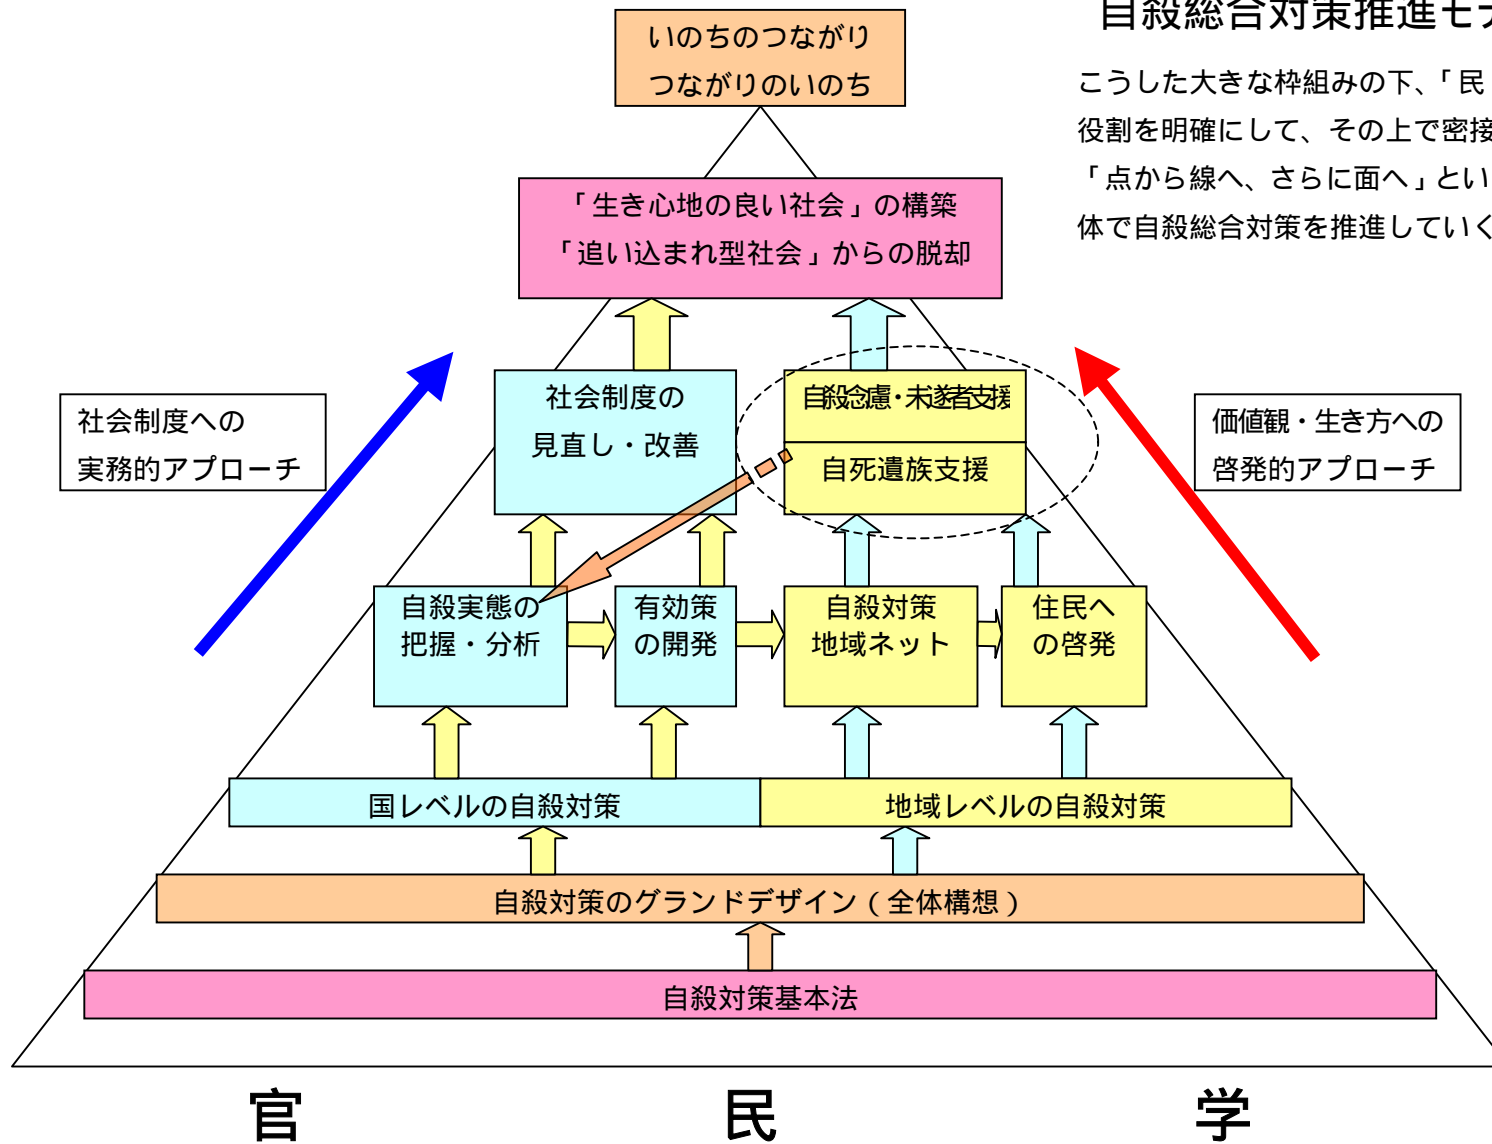 自殺総合対策推進モデ
こうした大きな枠組みの下、「民
役割を明確にして、その上で密接
「点から線へ、さらに面へ」とい
体で自殺総合対策を推進していく
いのちのつながり
つながりのいのち
「生き心地の良い社会」の構築
「追い込まれ型社会」からの脱却
社会制度への
実務的アプローチ
社会制度の
見直し・改善
自殺念慮・未遂者支援
自死遺族支援
価値観・生き方への
啓発的アプローチ
自殺実態の
把握・分析
有効策
の開発
自殺対策
地域ネット
住民へ
の啓発
国レベルの自殺対策
地域レベルの自殺対策
自殺対策のグランドデザイン(全体構想)
自殺対策基本法
官
民
学